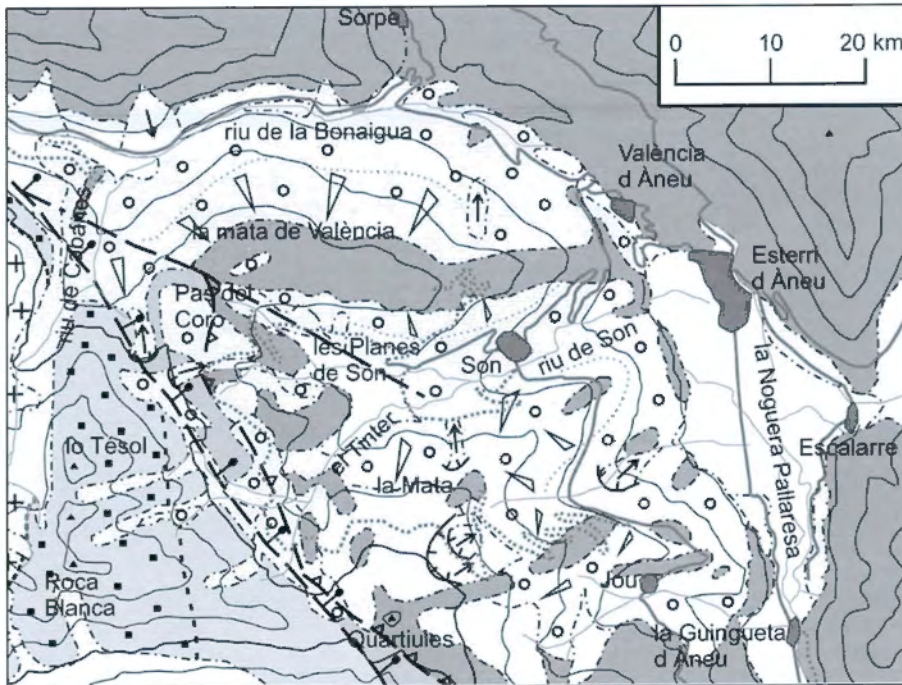 Sorpe
0 10 20 km
riu de la Bonaigua
València
d Àneu
riu de Cabanes
la mata de València
Esterri
d Àneu
Pas del
Coro
les Planes
de Son
Son
riu de Son
la Noguera Pallaresa
lo Tésol
el Tinter
Escalarre
la Mata
Roca
Blanca
Jou
Quartiules
la Guingueta
d Àneu